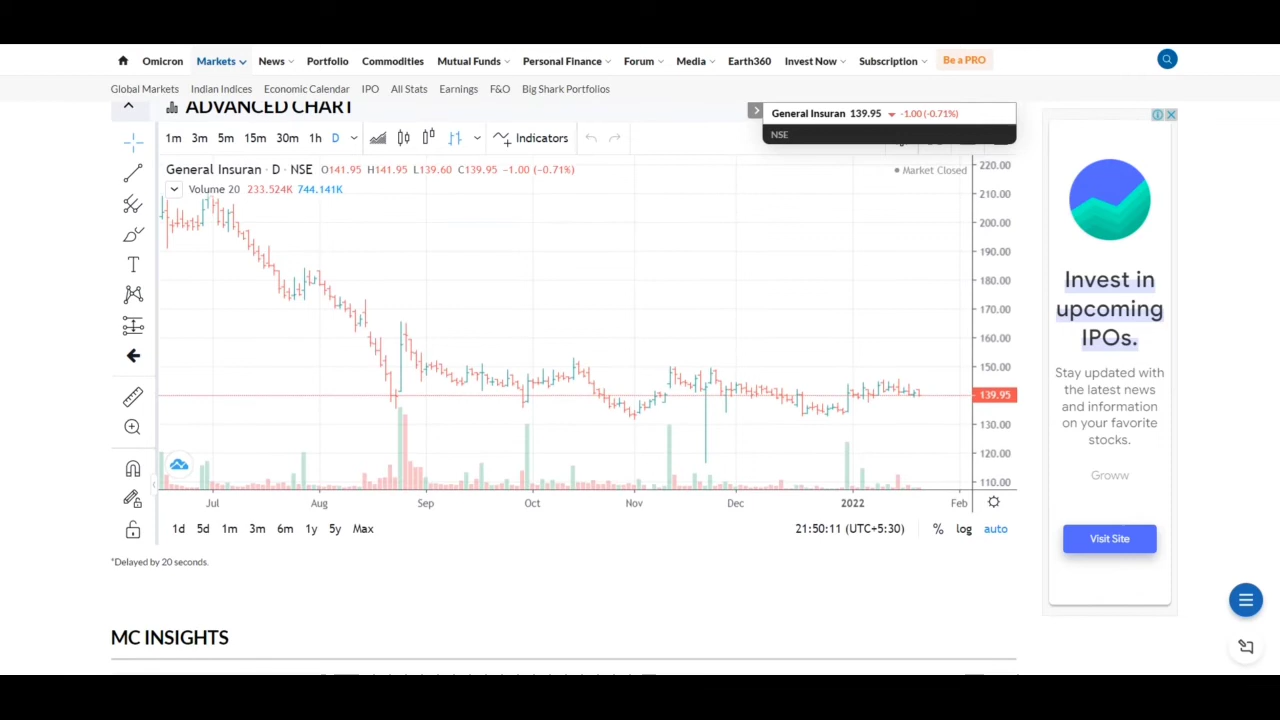 Omicron Markets News Portfolio Commodities Mutual Funds Personal Finance Forum Media Earth360 Invest Now Subscription Be a PRO
Global Markets Indian Indices Economic Calendar IPO All Stats Earnings F&O Big Shark Portfolios
ADVANCED CHART
General Insuran 139.95 -1.00 (-0.71%)
NSE
1m 3m 5m 15m 30m 1h D Indicators
General Insuran · D · NSE O141.95 H141.95 L139.60 C139.95 -1.00 (-0.71%)
Market Closed
Volume 20 233.524K 744.141K
220.00
210.00
200.00
190.00
180.00
170.00
160.00
150.00
139.95
130.00
120.00
110.00
Jul Aug Sep Oct Nov Dec 2022 Feb
1d 5d 1m 3m 6m 1y 5y Max 21:50:11 (UTC+5:30) % log auto
*Delayed by 20 seconds.
MC INSIGHTS
Invest in
upcoming
IPOs.
Stay updated with
the latest news
and information
on your favorite
stocks.
Groww
Visit Site